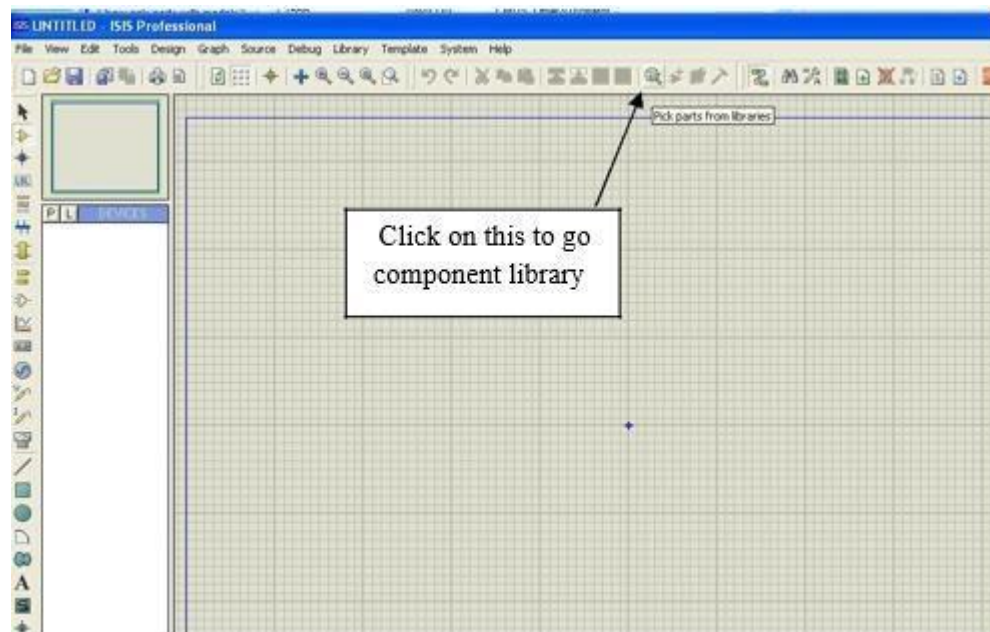 ISIS UNTITLED - ISIS Professional
File View Edit Tools Design Graph Source Debug Library Template System Help
Pick parts from libraries
P L DEVICES
Click on this to go
component library
A